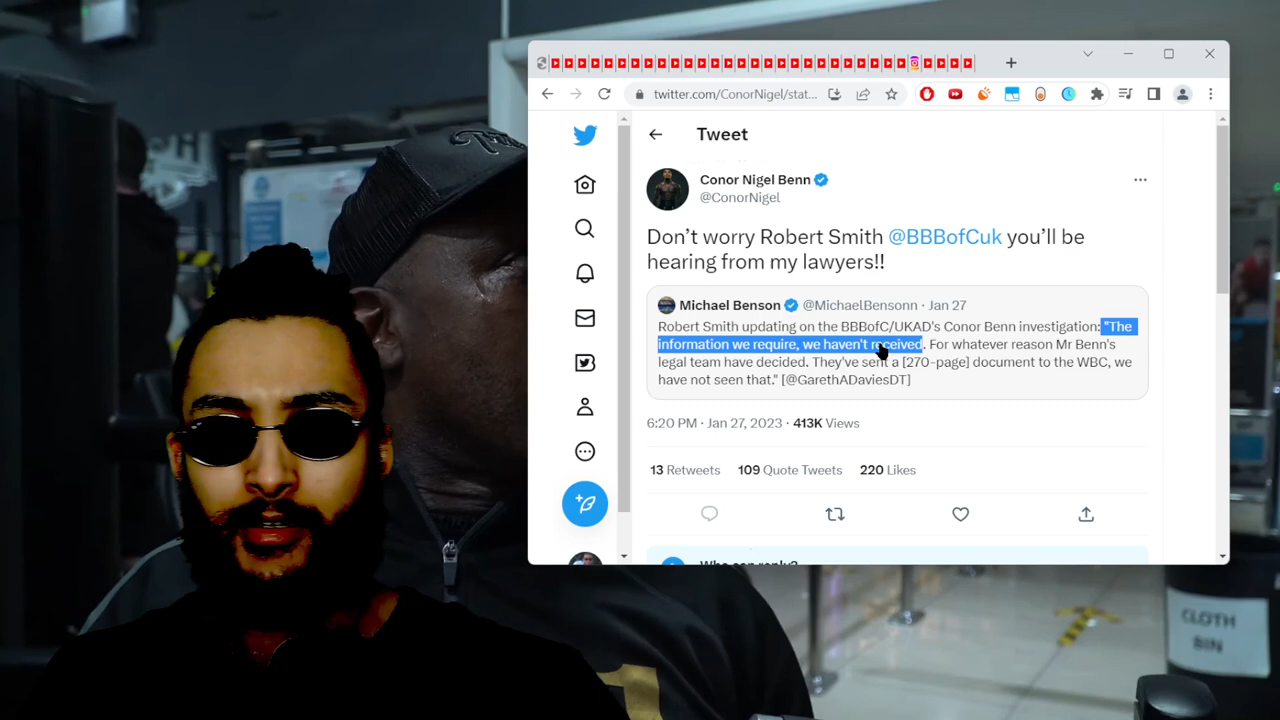 twitter.com/ConorNigel/stat...
Tweet
Conor Nigel Benn
@ConorNigel
Don’t worry Robert Smith @BBBofCuk you’ll be
hearing from my lawyers!!
Michael Benson @MichaelBensonn · Jan 27
Robert Smith updating on the BBBofC/UKAD's Conor Benn investigation: "The
information we require, we haven't received. For whatever reason Mr Benn's
legal team have decided. They've sent a [270-page] document to the WBC, we
have not seen that." [@GarethADaviesDT]
6:20 PM · Jan 27, 2023 · 413K Views
13 Retweets 109 Quote Tweets 220 Likes
Who can reply?
CLOTH
BIN